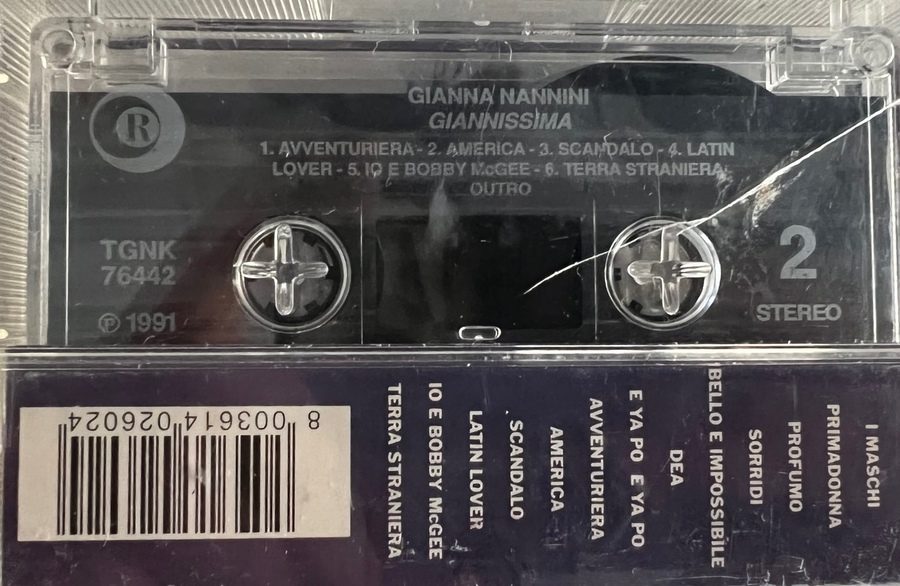 R
GIANNA NANNINI
GIANNISSIMA
1. AVVENTURIERA - 2. AMERICA - 3. SCANDALO - 4. LATIN
LOVER - 5. IO E BOBBY McGEE - 6. TERRA STRANIERA
OUTRO
TGNK
76442
℗ 1991
2
STEREO
I MASCHI
PRIMADONNA
PROFUMO
SORRIDI
BELLO E IMPOSSIBILE
DEA
E YA PO E YA PO
AVVENTURIERA
AMERICA
SCANDALO
LATIN LOVER
IO E BOBBY McGEE
TERRA STRANIERA
8 003614 026024